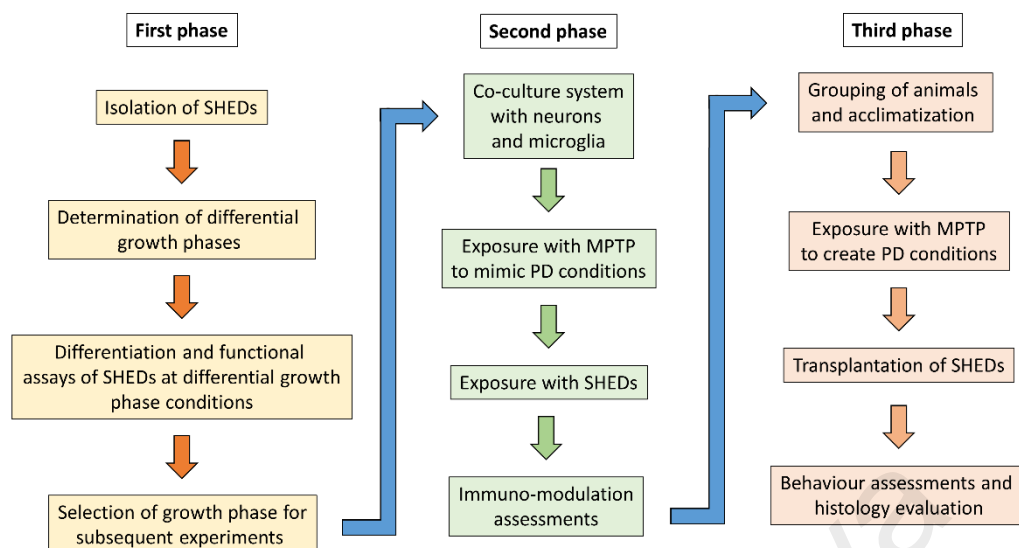 First phase
Isolation of SHEDs
Determination of differential
growth phases
Differentiation and functional
assays of SHEDs at differential growth
phase conditions
Selection of growth phase for
subsequent experiments
Second phase
Co-culture system
with neurons
and microglia
Exposure with MPTP
to mimic PD conditions
Exposure with SHEDs
Immuno-modulation
assessments
Third phase
Grouping of animals
and acclimatization
Exposure with MPTP
to create PD conditions
Transplantation of SHEDs
Behaviour assessments and
histology evaluation